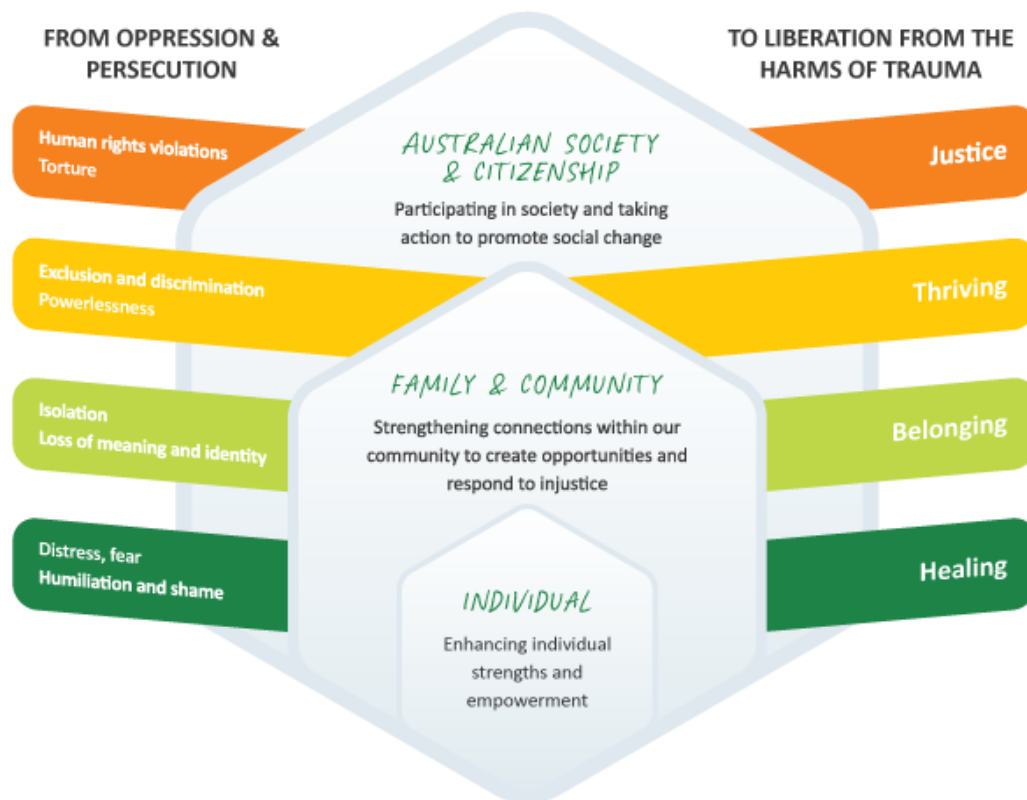 FROM OPPRESSION &
PERSECUTION
TO LIBERATION FROM THE
HARMS OF TRAUMA
Human rights violations
Torture
AUSTRALIAN SOCIETY
& CITIZENSHIP
Participating in society and taking
action to promote social change
Justice
Exclusion and discrimination
Powerlessness
Thriving
Isolation
Loss of meaning and identity
FAMILY & COMMUNITY
Strengthening connections within our
community to create opportunities and
respond to injustice
Belonging
Distress, fear
Humiliation and shame
INDIVIDUAL
Enhancing individual
strengths and
empowerment
Healing